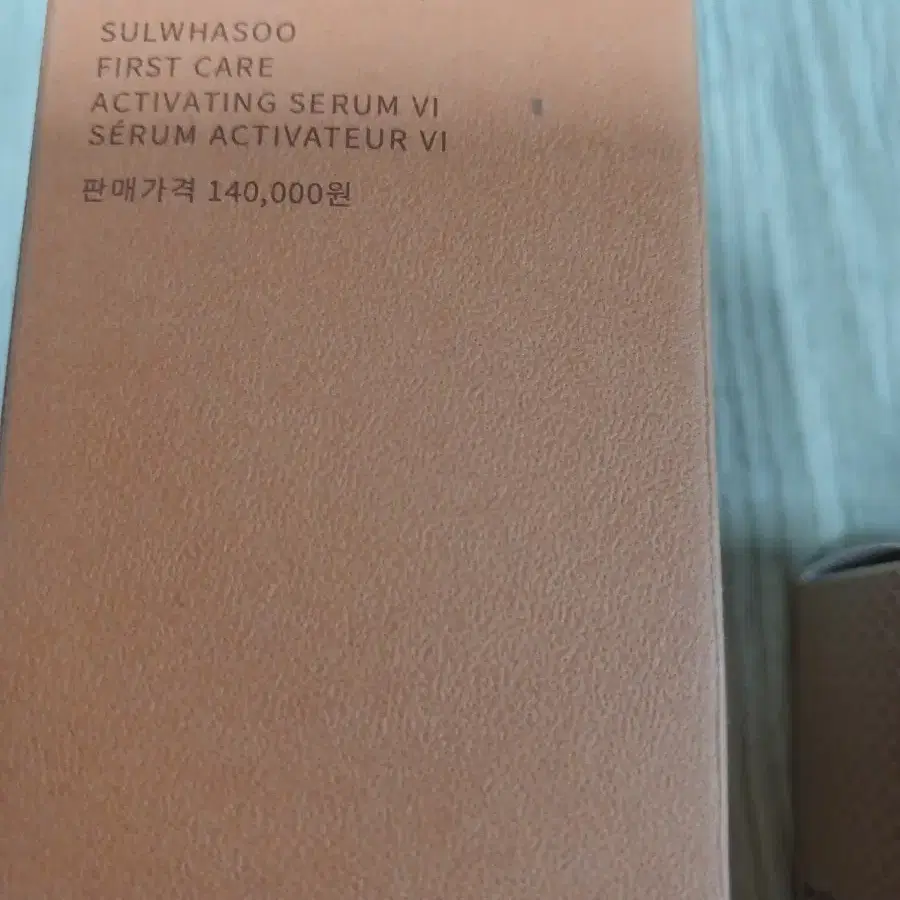 SULWHASOO
FIRST CARE
ACTIVATING SERUM VI
SÉRUM ACTIVATEUR VI
판매가격 140,000원